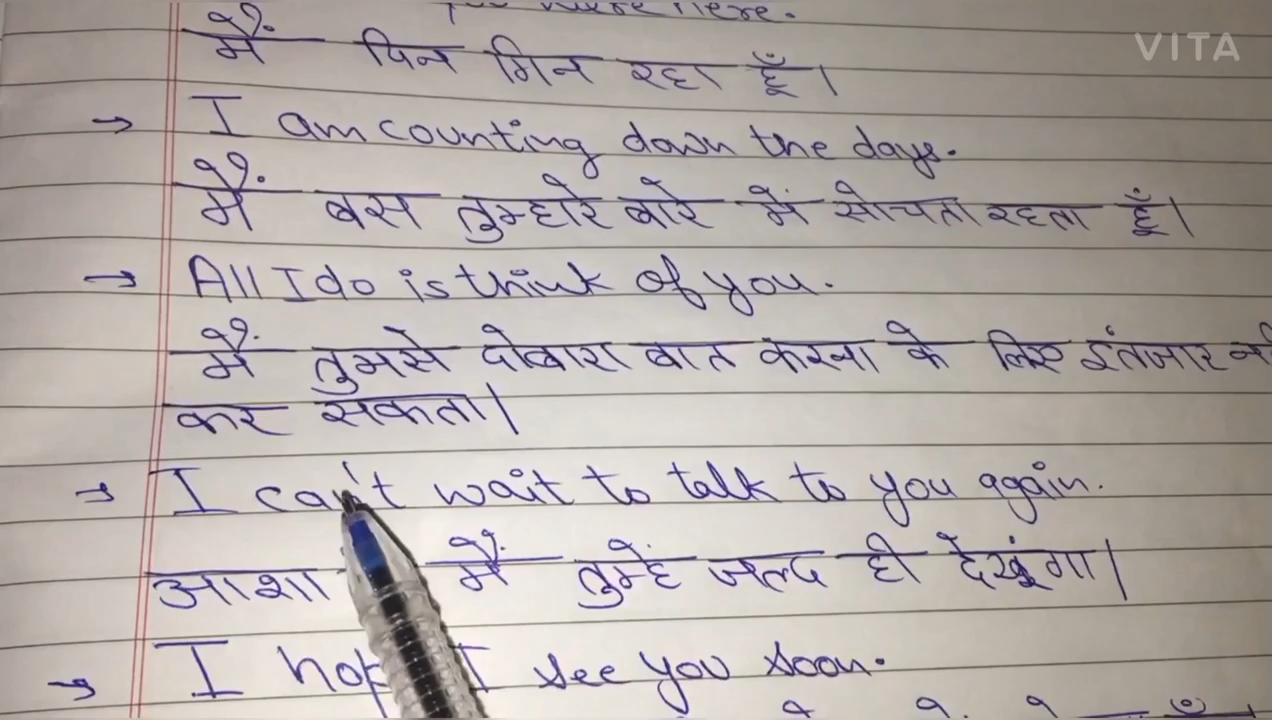 VITA
मैं दिन गिन रहा हूँ।
→ I am counting down the days.
मैं बस तुम्हारे बारे में सोचता रहता हूँ।
→ All I do is think of you.
मैं तुमसे दोबारा बात करना के लिए इंतजार
कर सकता।
→ I can't wait to talk to you again.
आशा मैं तुम्हें जल्द ही देखूंगा।
→ I hope I see you soon.